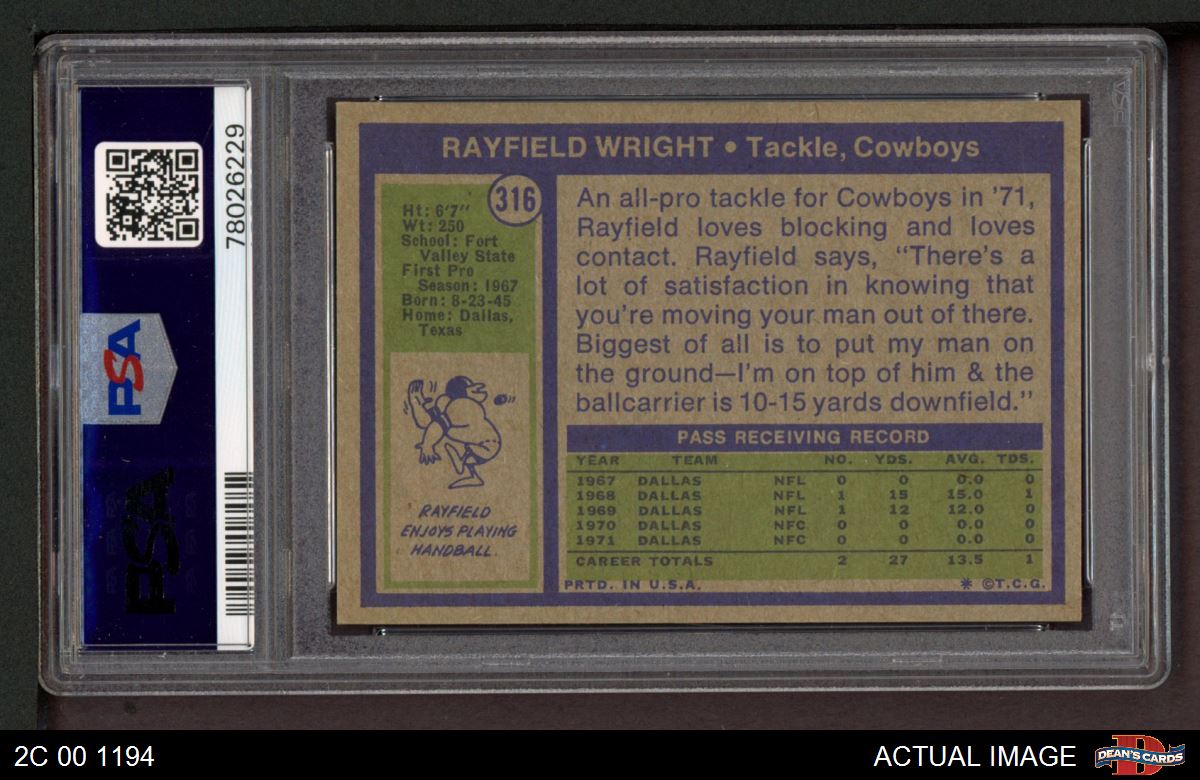 78026229
PSA
PSA
RAYFIELD WRIGHT • Tackle, Cowboys
316
Ht: 6'7"
Wt: 250
School: Fort
Valley State
First Pro
Season: 1967
Born: 8-23-45
Home: Dallas,
Texas
RAYFIELD
ENJOYS PLAYING
HANDBALL.
An all-pro tackle for Cowboys in '71,
Rayfield loves blocking and loves
contact. Rayfield says, “There's a
lot of satisfaction in knowing that
you're moving your man out of there.
Biggest of all is to put my man on
the ground—I'm on top of him & the
ballcarrier is 10-15 yards downfield.”
PASS RECEIVING RECORD
YEAR TEAM NO. YDS. AVG. TDS.
1967 DALLAS NFL 0 0 0.0 0
1968 DALLAS NFL 1 15 15.0 1
1969 DALLAS NFL 1 12 12.0 0
1970 DALLAS NFC 0 0 0.0 0
1971 DALLAS NFC 0 0 0.0 0
CAREER TOTALS 2 27 13.5 1
PRTD. IN U.S.A. * ©T.C.G.
2C 00 1194
ACTUAL IMAGE
DEAN'S CARDS